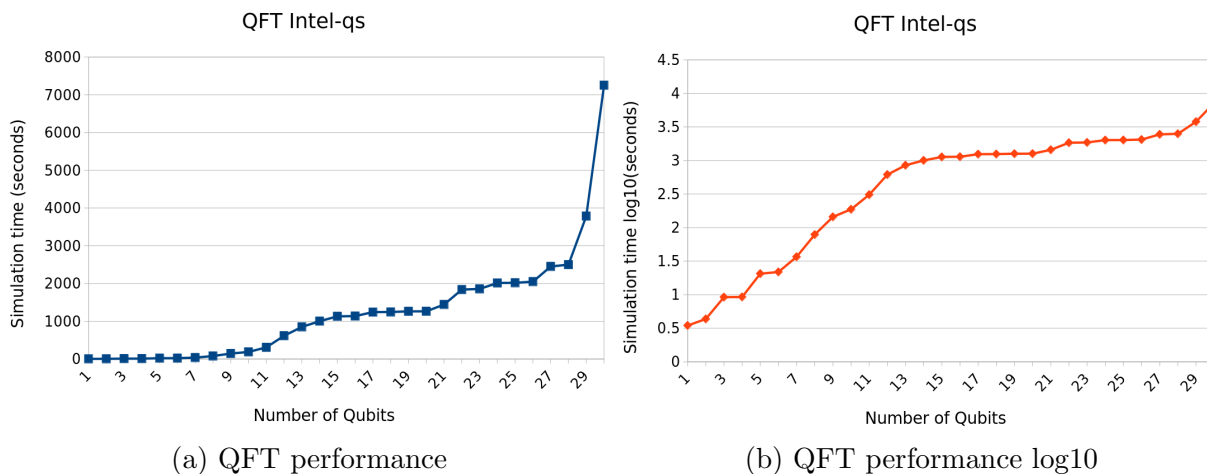 QFT Intel-qs
8000
7000
6000
5000
4000
3000
2000
1000
0
Simulation time (seconds)
1 3 5 7 9 11 13 15 17 19 21 23 25 27 29
Number of Qubits
(a) QFT performance
QFT Intel-qs
4.5
4
3.5
3
2.5
2
1.5
1
0.5
0
Simulation time log10(seconds)
1 3 5 7 9 11 13 15 17 19 21 23 25 27 29
Number of Qubits
(b) QFT performance log10